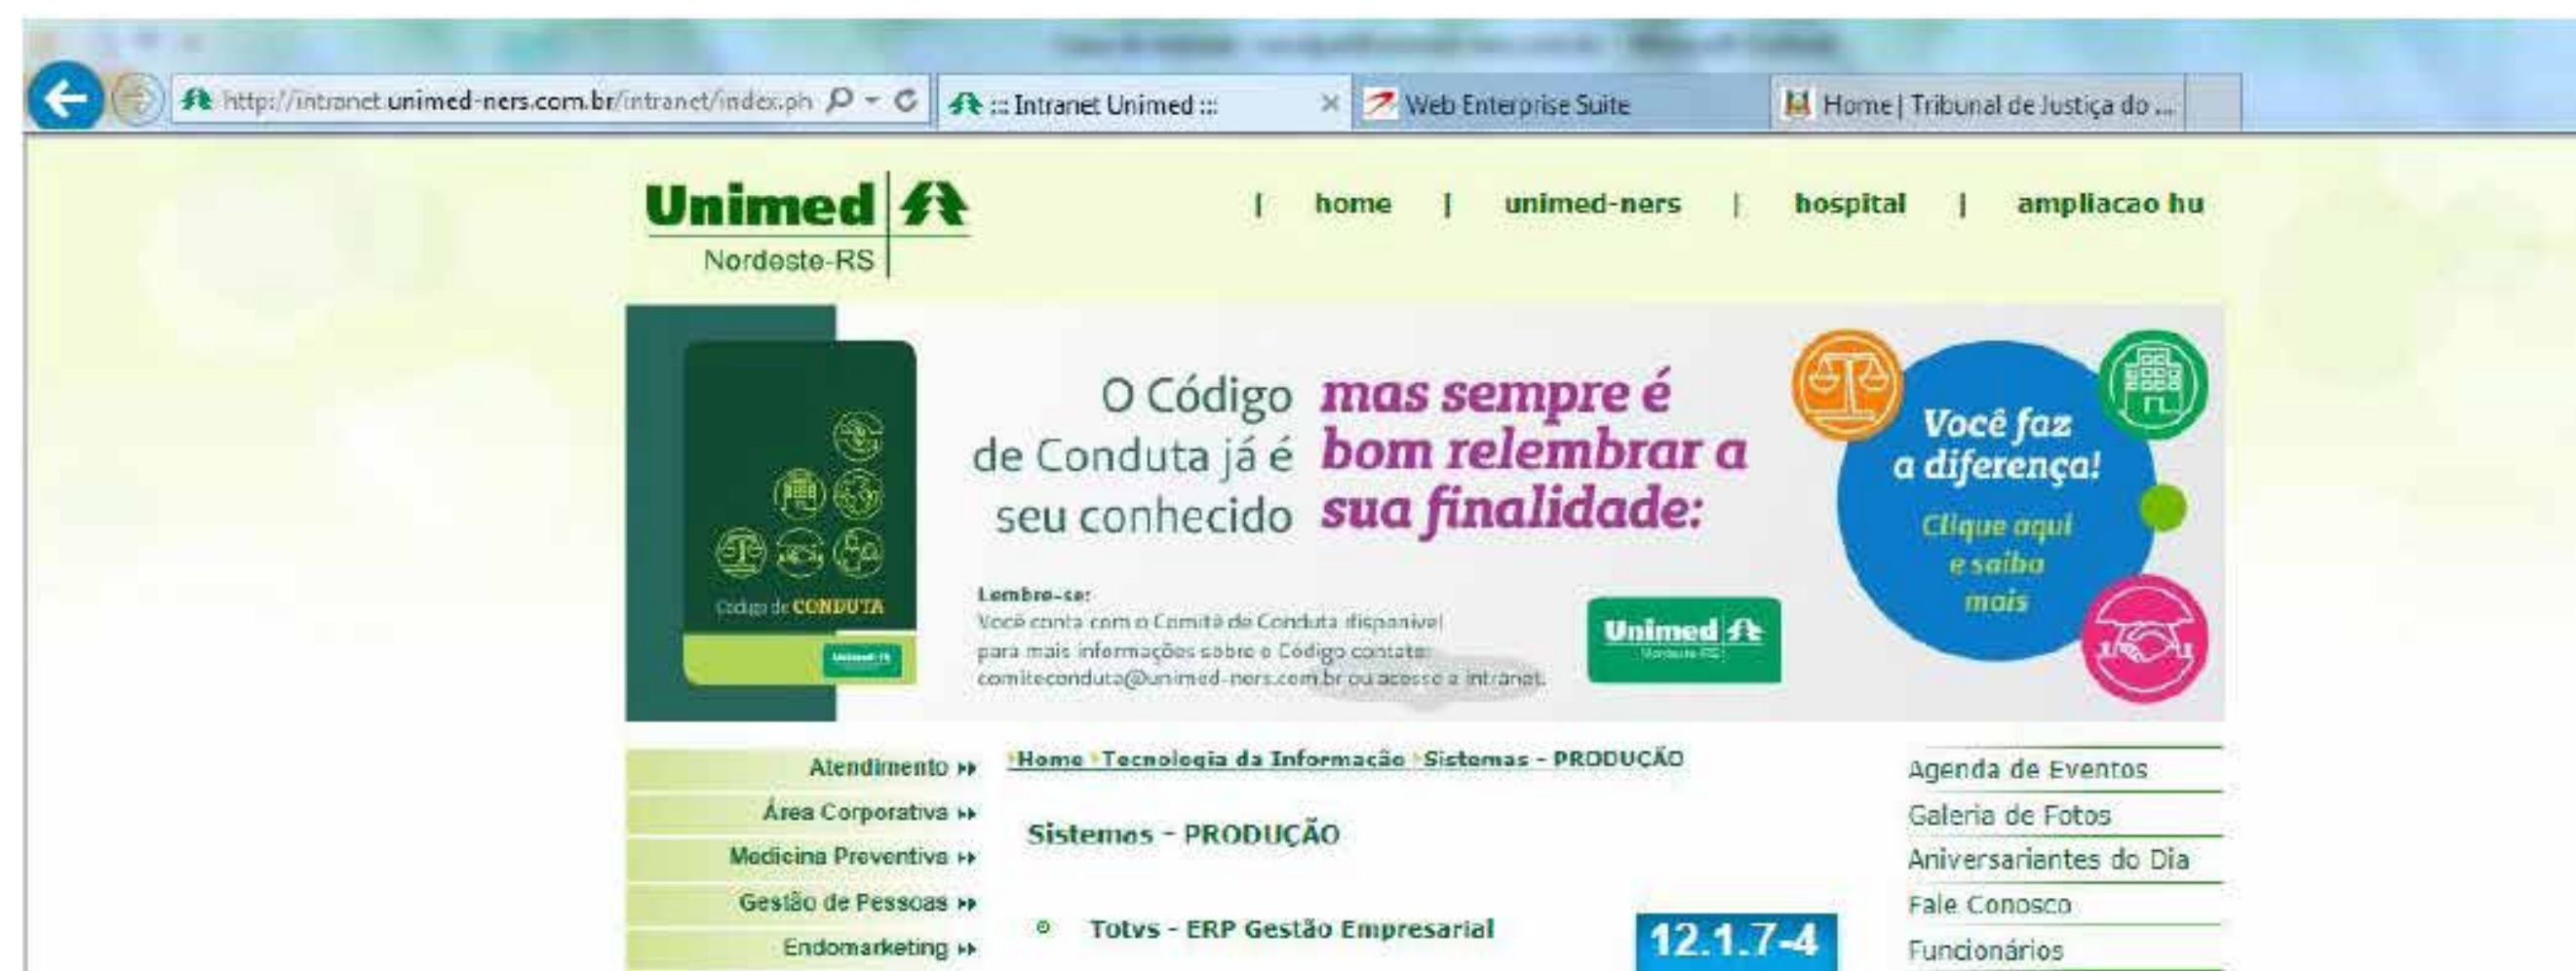 http://intranet.unimed-ners.com.br/intranet/index.ph
::: Intranet Unimed :::
Web Enterprise Suite
Home | Tribunal de Justiça do ...
Unimed
Nordeste-RS
| home | unimed-ners | hospital | ampliacao hu
O Código
de Conduta já é
seu conhecido
mas sempre é
bom relembrar a
sua finalidade:
Você faz
a diferença!
Clique aqui
e saiba
mais
Código de CONDUTA
Unimed
Lembre-se:
Você conta com o Comitê de Conduta disponível
para mais informações sobre o Código contate:
comiteconduta@unimed-ners.com.br ou acesse a intranet.
Unimed
Nordeste-RS
Atendimento
Área Corporativa
Medicina Preventiva
Gestão de Pessoas
Endomarketing
Home Tecnologia da Informação Sistemas - PRODUÇÃO
Sistemas - PRODUÇÃO
Totvs - ERP Gestão Empresarial
12.1.7-4
Agenda de Eventos
Galeria de Fotos
Aniversariantes do Dia
Fale Conosco
Funcionários